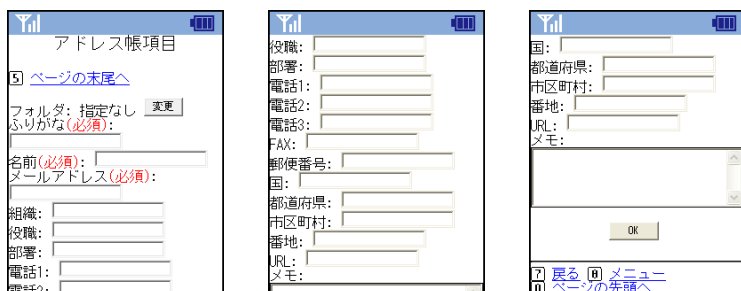 アドレス帳項目
5 ページの末尾へ
フォルダ: 指定なし 変更
ふりがな(必須):
名前(必須):
メールアドレス(必須):
組織:
役職:
部署:
電話1:
電話2:
役職:
部署:
電話1:
電話2:
電話3:
FAX:
郵便番号:
国:
都道府県:
市区町村:
番地:
URL:
メモ:
国:
都道府県:
市区町村:
番地:
URL:
メモ:
OK
7 戻る 8 メニュー
0 ページの先頭へ